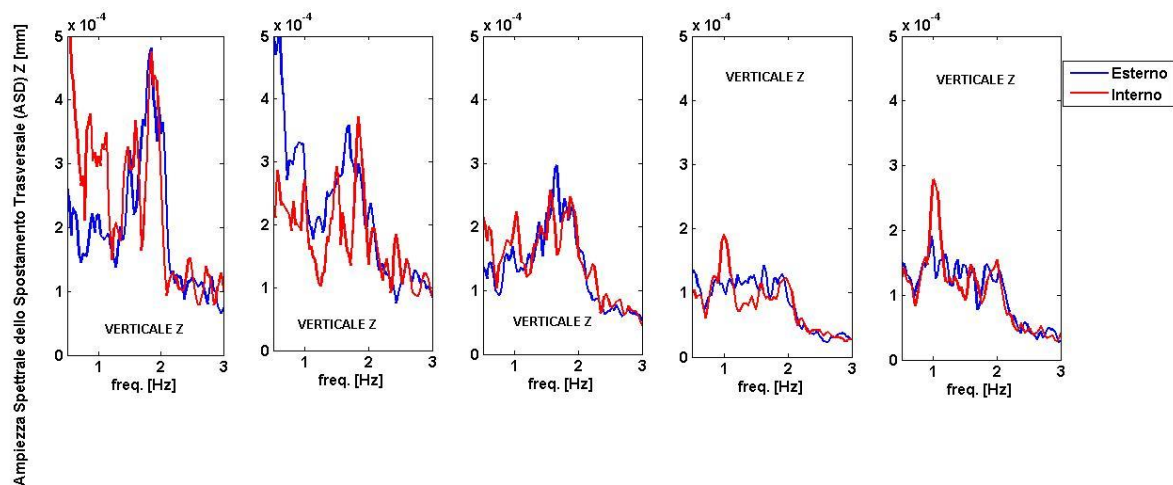 Ampiezza Spettrale dello Spostamento Trasversale (ASD) Z [mm]
x 10⁻⁴
5
4
3
2
1
0
VERTICALE Z
1 2 3
freq. [Hz]
x 10⁻⁴
5
4
3
2
1
0
VERTICALE Z
1 2 3
freq. [Hz]
x 10⁻⁴
5
4
3
2
1
0
VERTICALE Z
1 2 3
freq. [Hz]
x 10⁻⁴
5
4
3
2
1
0
VERTICALE Z
1 2 3
freq. [Hz]
x 10⁻⁴
5
4
3
2
1
0
VERTICALE Z
1 2 3
freq. [Hz]
Esterno
Interno